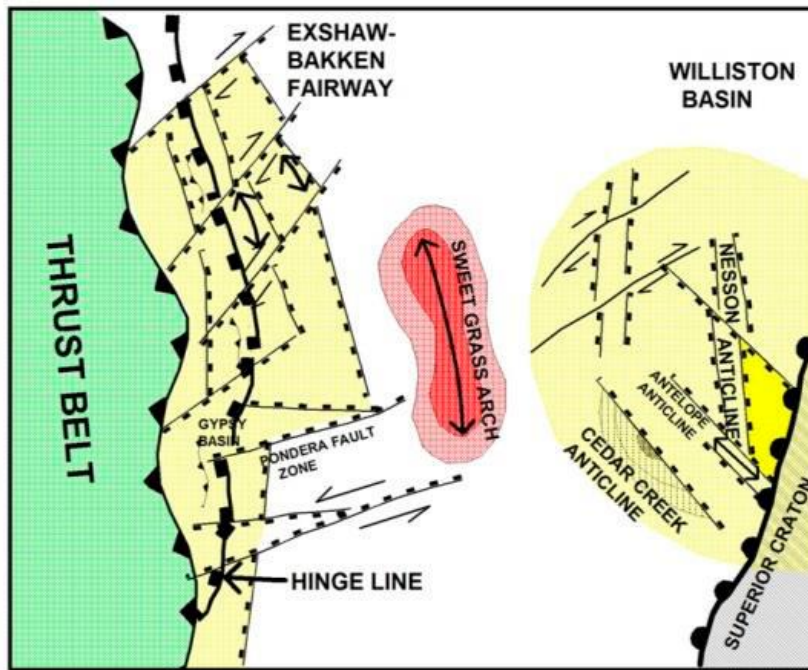 EXSHAW-
BAKKEN
FAIRWAY
WILLISTON
BASIN
THRUST BELT
SWEET GRASS ARCH
NESSON
ANTICLINE
ANTELOPE
ANTICLINE
CEDAR CREEK
ANTICLINE
GYPSY
BASIN
PONDERA FAULT
ZONE
HINGE LINE
SUPERIOR CRATON